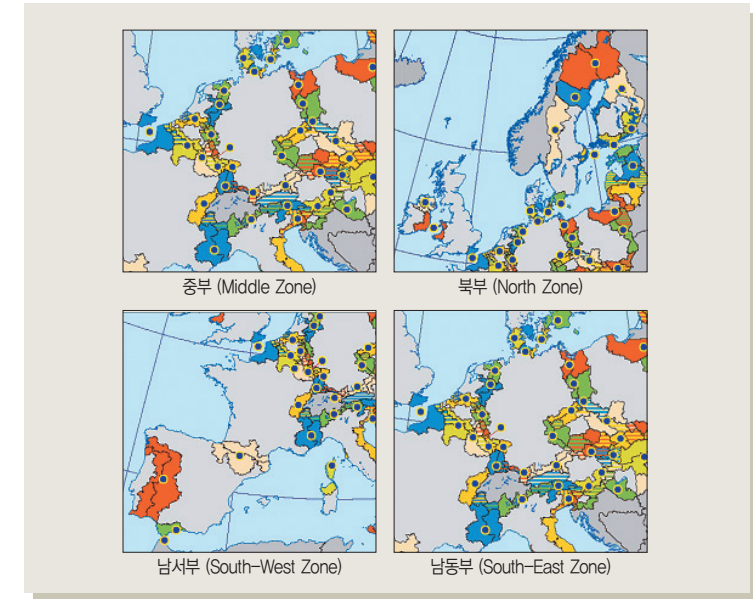 중부 (Middle Zone)
북부 (North Zone)
남서부 (South-West Zone)
남동부 (South-East Zone)